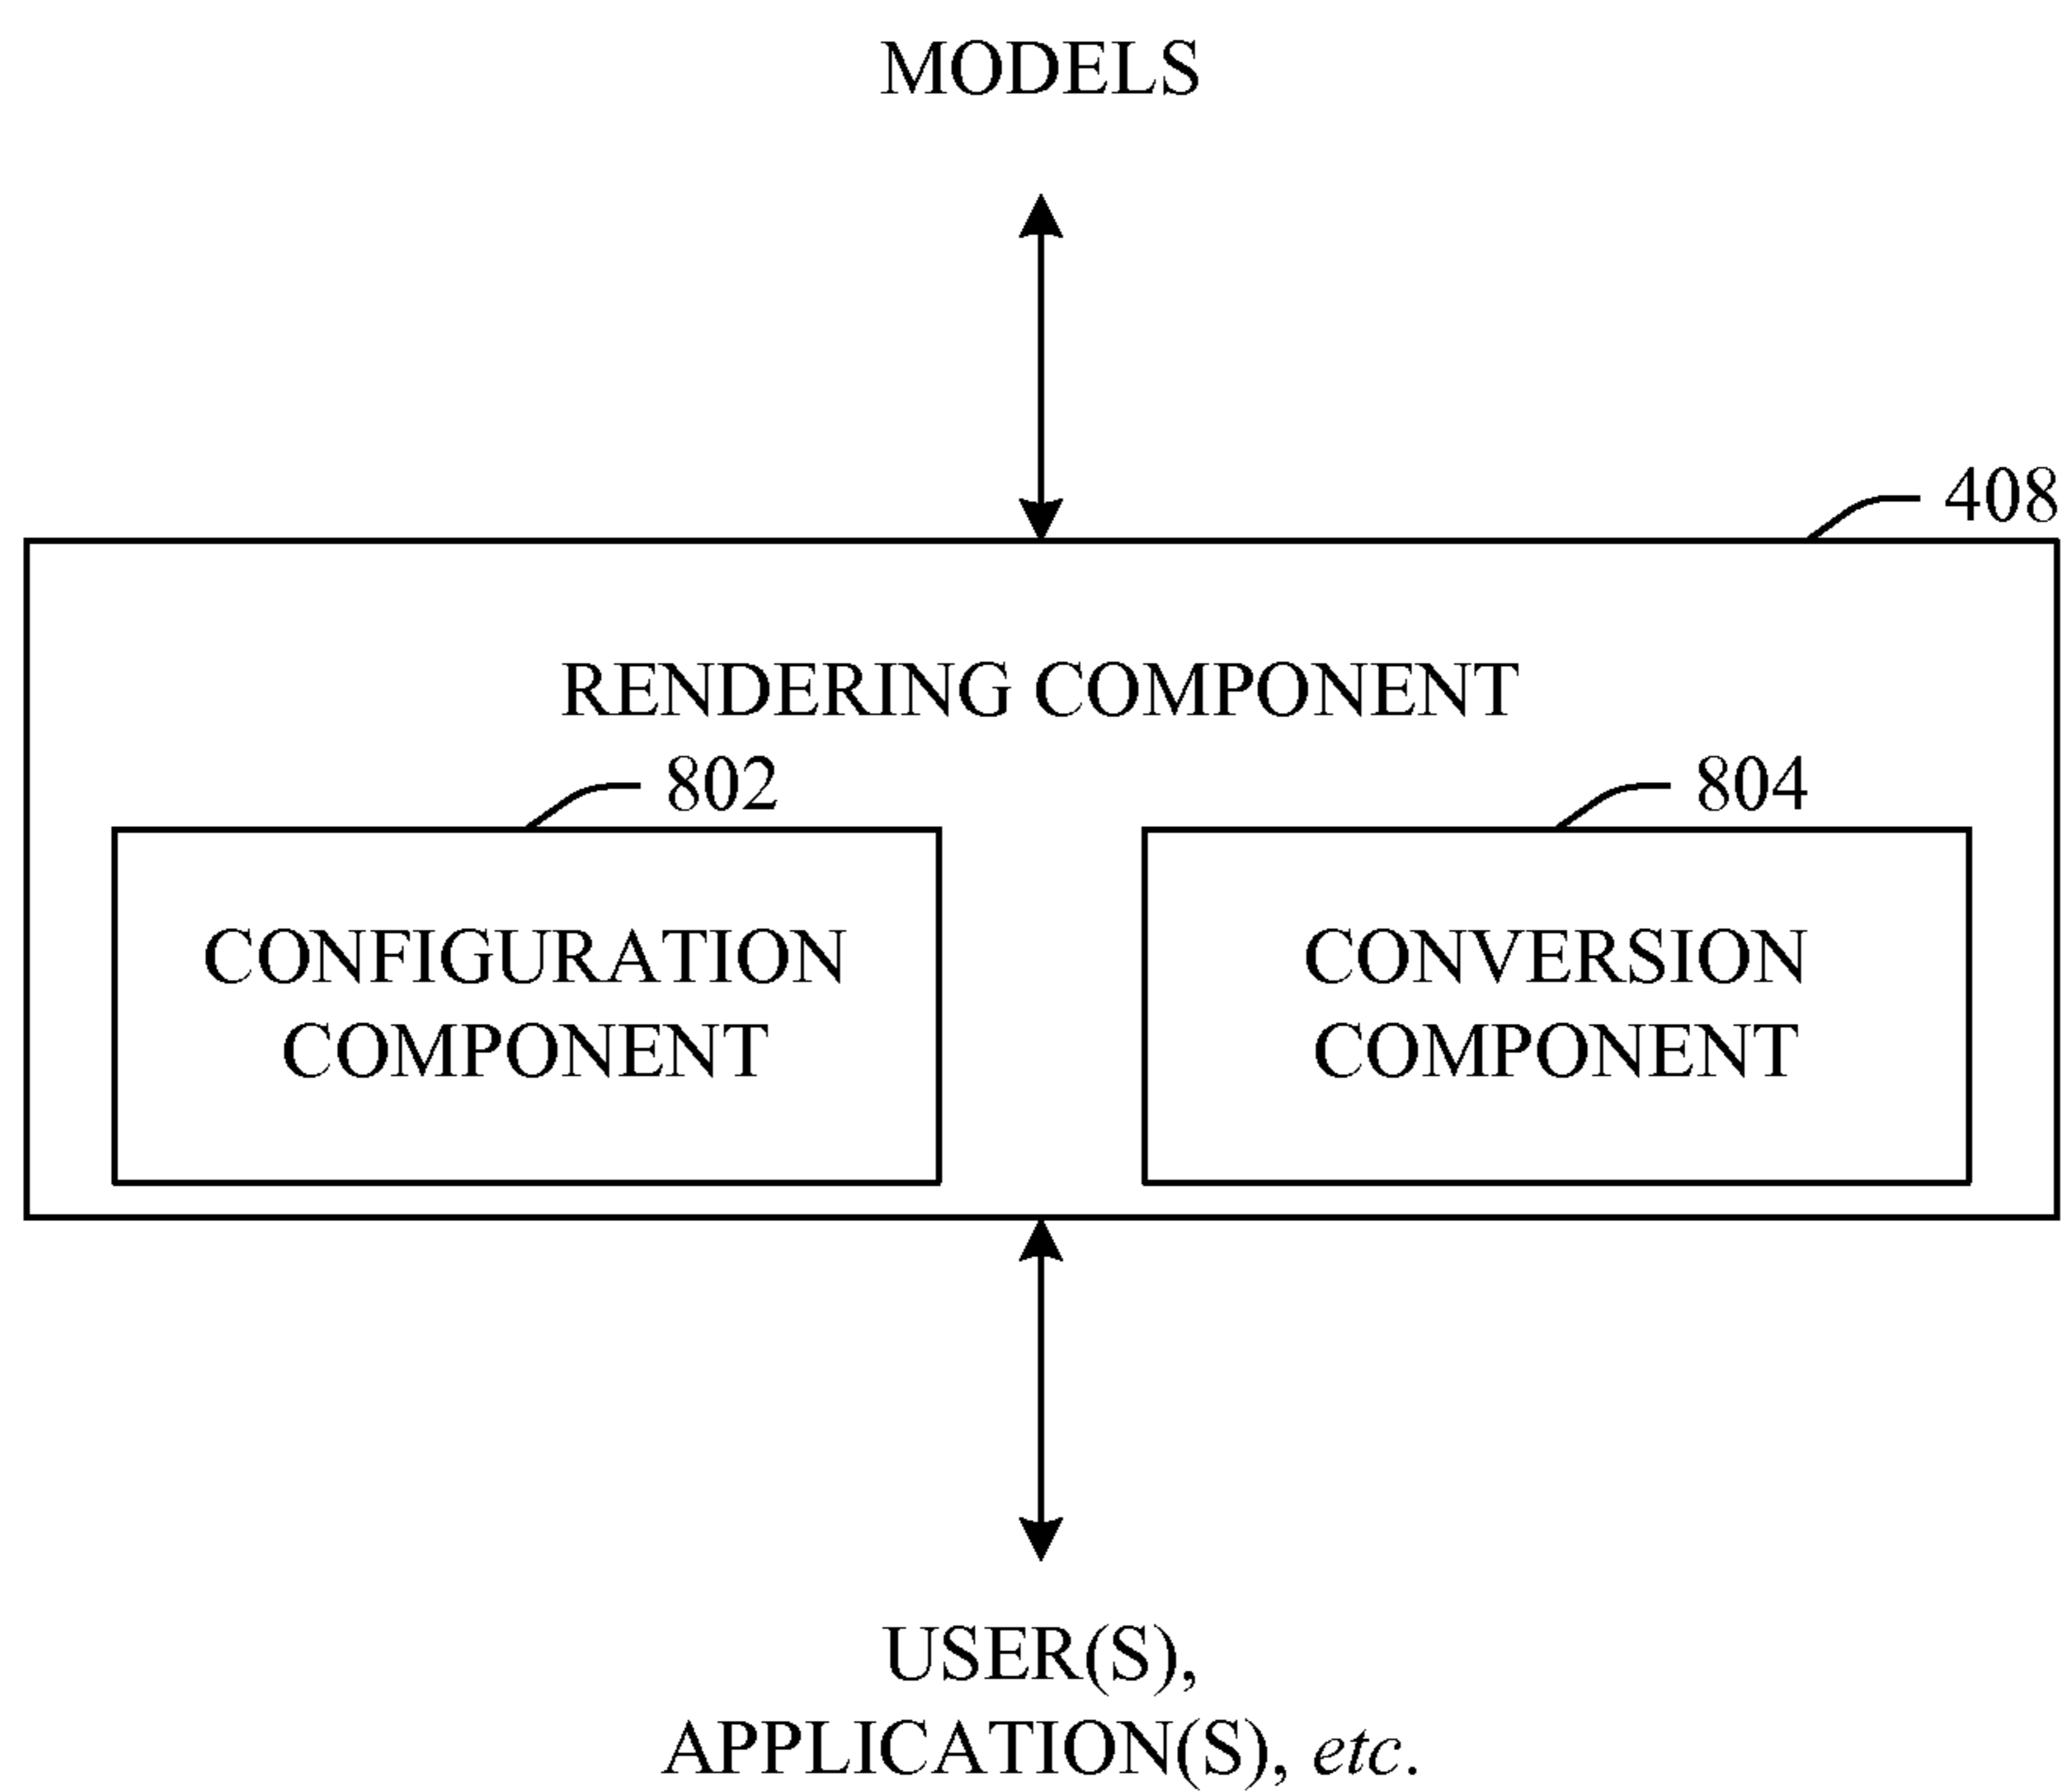 MODELS
408
RENDERING COMPONENT
802
804
CONFIGURATION
COMPONENT
CONVERSION
COMPONENT
USER(S),
APPLICATION(S), etc.